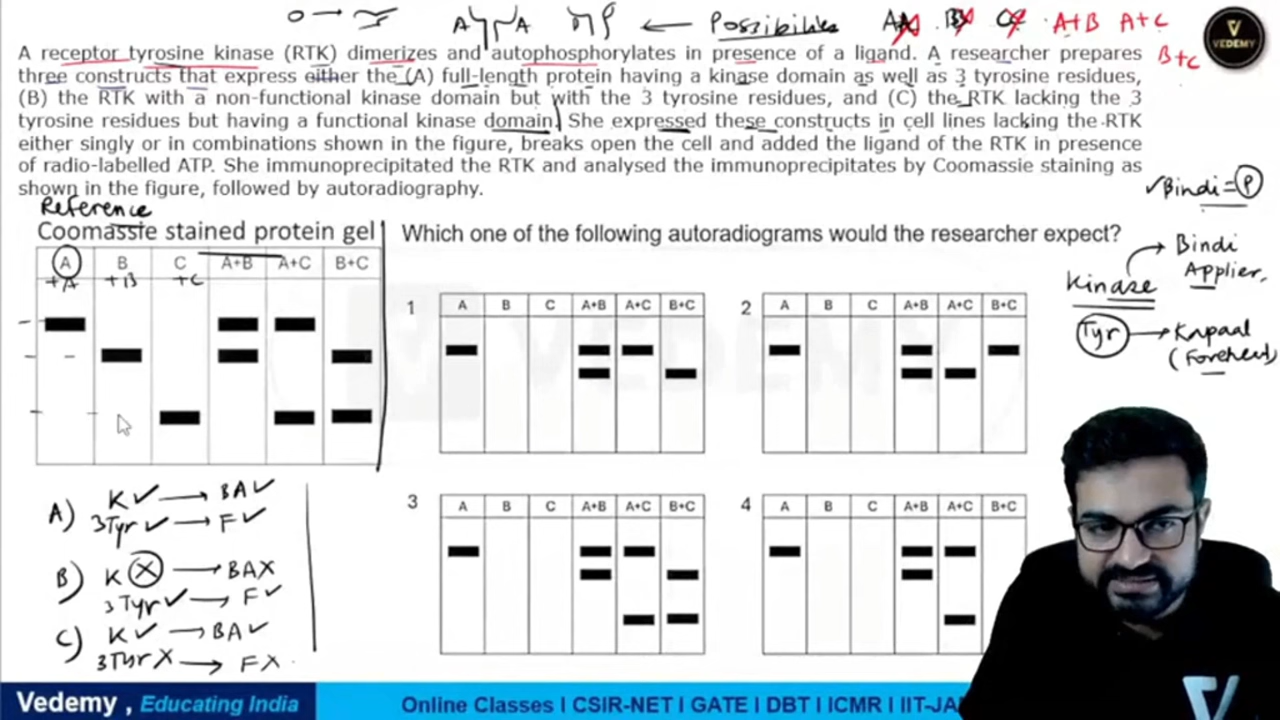 A A ← Possibilities AA BB CC A+B A+C
B+C
VEDEMY
A receptor tyrosine kinase (RTK) dimerizes and autophosphorylates in presence of a ligand. A researcher prepares
three constructs that express either the (A) full-length protein having a kinase domain as well as 3 tyrosine residues,
(B) the RTK with a non-functional kinase domain but with the 3 tyrosine residues, and (C) the RTK lacking the 3
tyrosine residues but having a functional kinase domain. She expressed these constructs in cell lines lacking the RTK
either singly or in combinations shown in the figure, breaks open the cell and added the ligand of the RTK in presence
of radio-labelled ATP. She immunoprecipitated the RTK and analysed the immunoprecipitates by Coomassie staining as
shown in the figure, followed by autoradiography.
✓Bindi = P
Reference
Coomassie stained protein gel
Which one of the following autoradiograms would the researcher expect?
A B C A+B A+C B+C
+A +B +C
Kinase → Bindi
Applier
Tyr → Kapaal
(Forehead)
1
A B C A+B A+C B+C
2
A B C A+B A+C B+C
VEDEMY
3
A B C A+B A+C B+C
4
A B C A+B A+C B+C
A) K✓ → BA✓
3Tyr✓ → F✓
B) K X → BAX
3Tyr✓ → F✓
C) K✓ → BA✓
3Tyr X → FX
Vedemy , Educating India
Online Classes I CSIR-NET I GATE I DBT I ICMR I IIT-JA